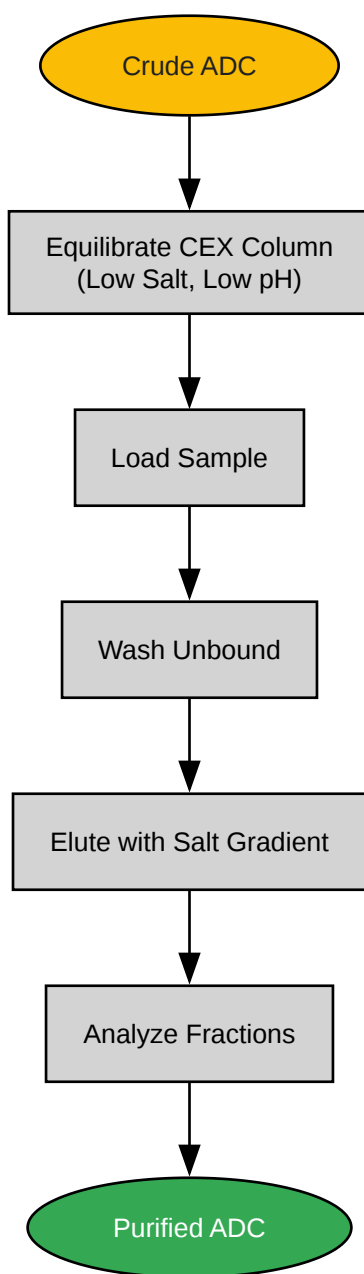 Crude ADC
Equilibrate CEX Column
(Low Salt, Low pH)
Load Sample
Wash Unbound
Elute with Salt Gradient
Analyze Fractions
Purified ADC